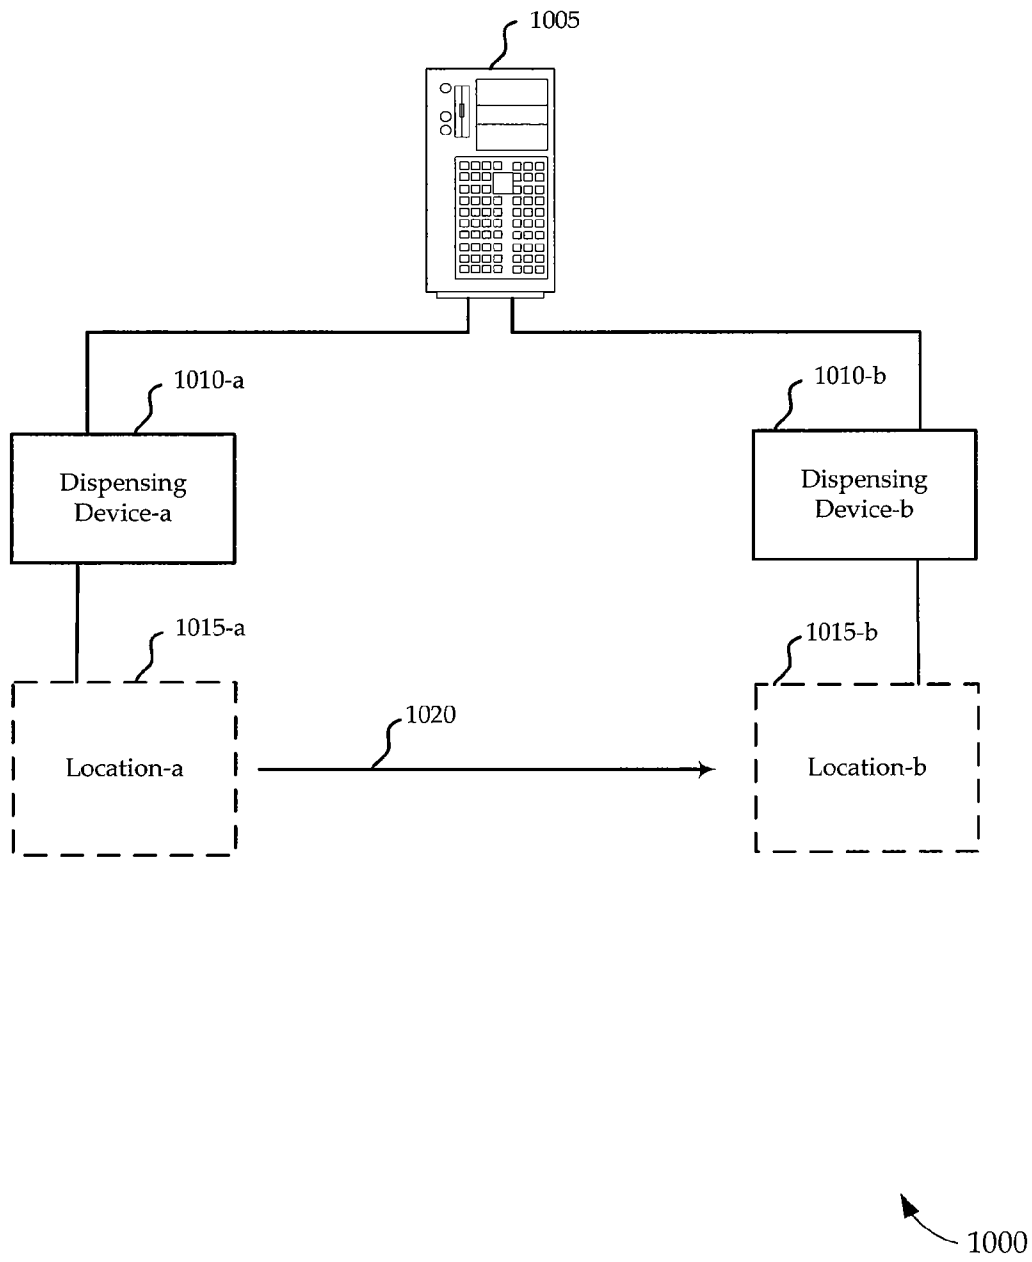 1005
1010-a
1010-b
Dispensing
Device-a
Dispensing
Device-b
1015-a
1015-b
1020
Location-a
Location-b
1000